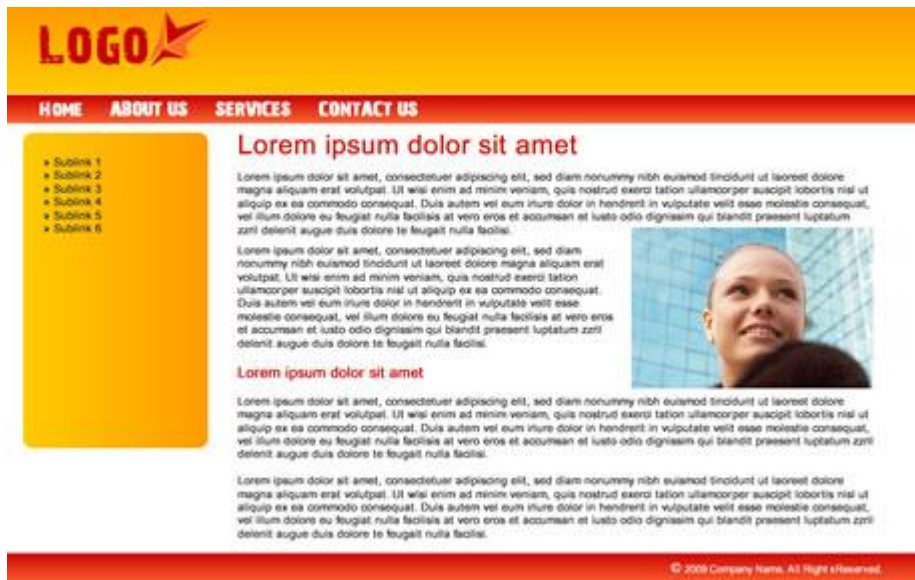 LOGO
HOME ABOUT US SERVICES CONTACT US
» Sublink 1
» Sublink 2
» Sublink 3
» Sublink 4
» Sublink 5
» Sublink 6
Lorem ipsum dolor sit amet
Lorem ipsum dolor sit amet, consectetuer adipiscing elit, sed diam nonummy nibh euismod tincidunt ut laoreet dolore
magna aliquam erat volutpat. Ut wisi enim ad minim veniam, quis nostrud exerci tation ullamcorper suscipit lobortis nisl ut
aliquip ex ea commodo consequat. Duis autem vel eum iriure dolor in hendrerit in vulputate velit esse molestie consequat,
vel illum dolore eu feugiat nulla facilisis at vero eros et accumsan et iusto odio dignissim qui blandit praesent luptatum
zzril delenit augue duis dolore te feugait nulla facilisi.
Lorem ipsum dolor sit amet, consectetuer adipiscing elit, sed diam
nonummy nibh euismod tincidunt ut laoreet dolore magna aliquam erat
volutpat. Ut wisi enim ad minim veniam, quis nostrud exerci tation
ullamcorper suscipit lobortis nisl ut aliquip ex ea commodo consequat.
Duis autem vel eum iriure dolor in hendrerit in vulputate velit esse
molestie consequat, vel illum dolore eu feugiat nulla facilisis at vero eros
et accumsan et iusto odio dignissim qui blandit praesent luptatum zzril
delenit augue duis dolore te feugait nulla facilisi.
Lorem ipsum dolor sit amet
Lorem ipsum dolor sit amet, consectetuer adipiscing elit, sed diam nonummy nibh euismod tincidunt ut laoreet dolore
magna aliquam erat volutpat. Ut wisi enim ad minim veniam, quis nostrud exerci tation ullamcorper suscipit lobortis nisl ut
aliquip ex ea commodo consequat. Duis autem vel eum iriure dolor in hendrerit in vulputate velit esse molestie consequat,
vel illum dolore eu feugiat nulla facilisis at vero eros et accumsan et iusto odio dignissim qui blandit praesent luptatum zzril
delenit augue duis dolore te feugait nulla facilisi.
Lorem ipsum dolor sit amet, consectetuer adipiscing elit, sed diam nonummy nibh euismod tincidunt ut laoreet dolore
magna aliquam erat volutpat. Ut wisi enim ad minim veniam, quis nostrud exerci tation ullamcorper suscipit lobortis nisl ut
aliquip ex ea commodo consequat. Duis autem vel eum iriure dolor in hendrerit in vulputate velit esse molestie consequat,
vel illum dolore eu feugiat nulla facilisis at vero eros et accumsan et iusto odio dignissim qui blandit praesent luptatum zzril
delenit augue duis dolore te feugait nulla facilisi.
© 2009 Company Name. All Right sReserved.